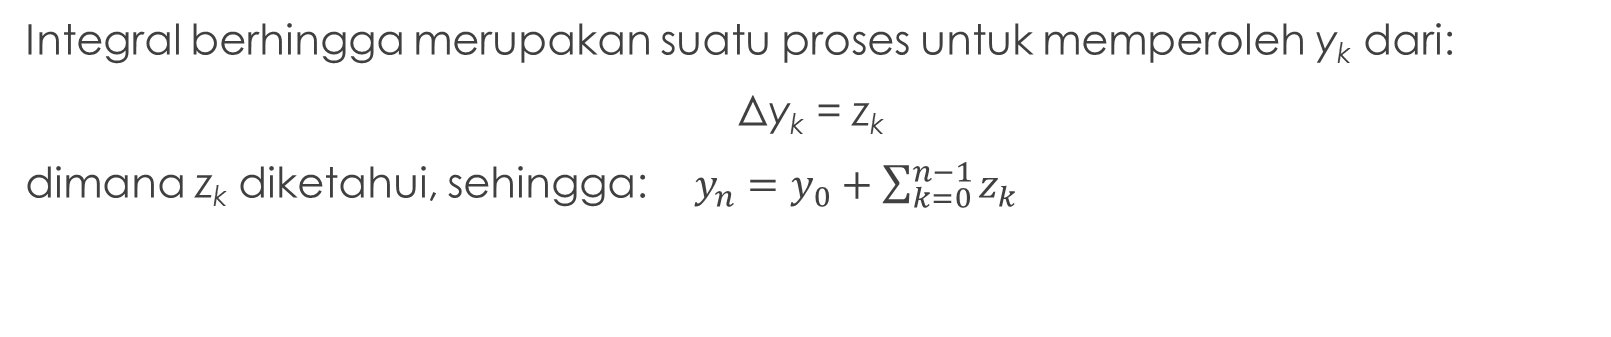 Integral berhingga merupakan suatu proses untuk memperoleh yₖ dari:
Δyₖ = zₖ
dimana zₖ diketahui, sehingga: yₙ = y₀ + ∑ₖ₌₀ⁿ⁻¹ zₖ